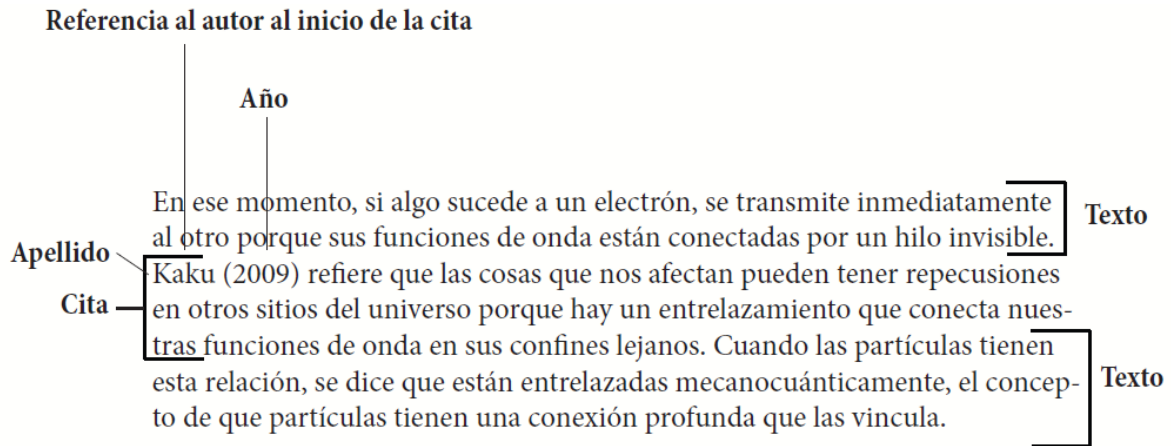 Referencia al autor al inicio de la cita
Año
En ese momento, si algo sucede a un electrón, se transmite inmediatamente
al otro porque sus funciones de onda están conectadas por un hilo invisible.
Texto
Apellido
Kaku (2009) refiere que las cosas que nos afectan pueden tener repecusiones
Cita
en otros sitios del universo porque hay un entrelazamiento que conecta nues-
tras funciones de onda en sus confines lejanos. Cuando las partículas tienen
esta relación, se dice que están entrelazadas mecanocuánticamente, el concep-
Texto
to de que partículas tienen una conexión profunda que las vincula.